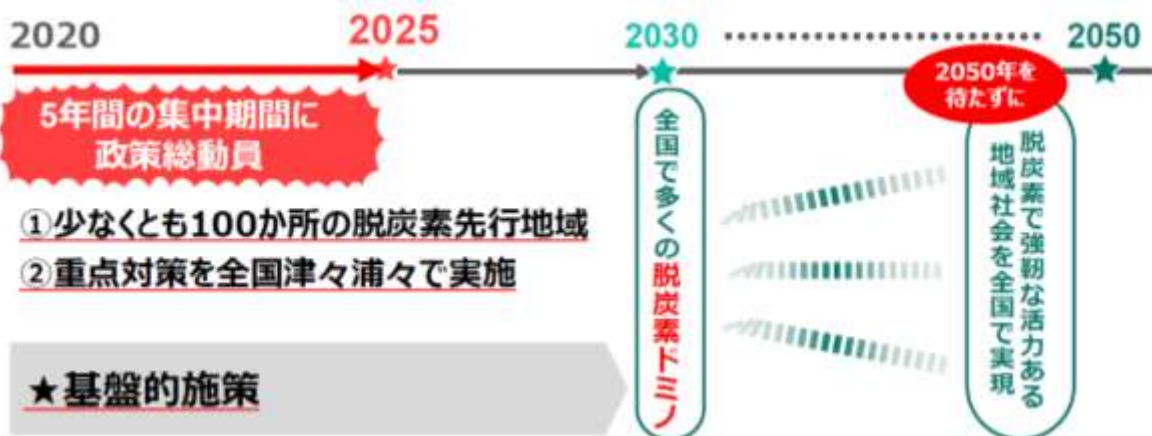 2020
2025
2030
2050
5年間の集中期間に
政策総動員
①少なくとも100か所の脱炭素先行地域
②重点対策を全国津々浦々で実施
★基盤的施策
全国で多くの脱炭素ドミノ
2050年を
待たずに
脱炭素で強靭な活力ある
地域社会を全国で実現